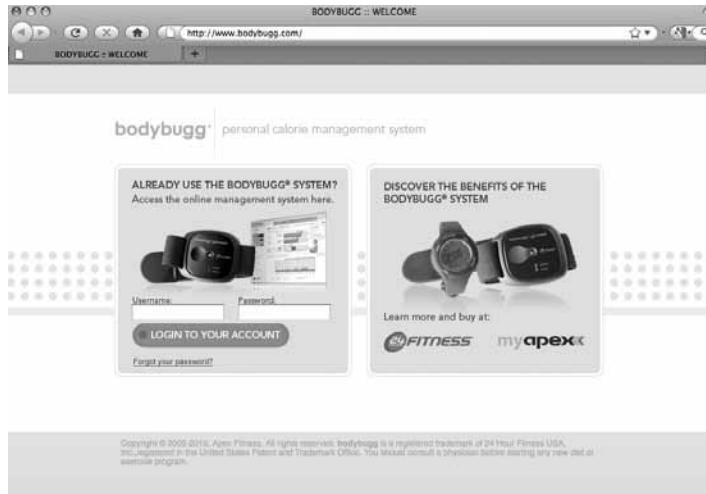 BODYBUGG :: WELCOME
http://www.bodybugg.com/
BODYBUGG :: WELCOME
bodybugg®
personal calorie management system
ALREADY USE THE BODYBUGG® SYSTEM?
Access the online management system here.
Username:
Password:
LOGIN TO YOUR ACCOUNT
Forgot your password?
DISCOVER THE BENEFITS OF THE
BODYBUGG® SYSTEM
Learn more and buy at:
24 FITNESS
myapexx
Copyright © 2005-2010, Apex Fitness. All rights reserved. bodybugg is a registered trademark of 24 Hour Fitness USA,
Inc., registered in the United States Patent and Trademark Office. You should consult a physician before starting any new diet or
exercise program.